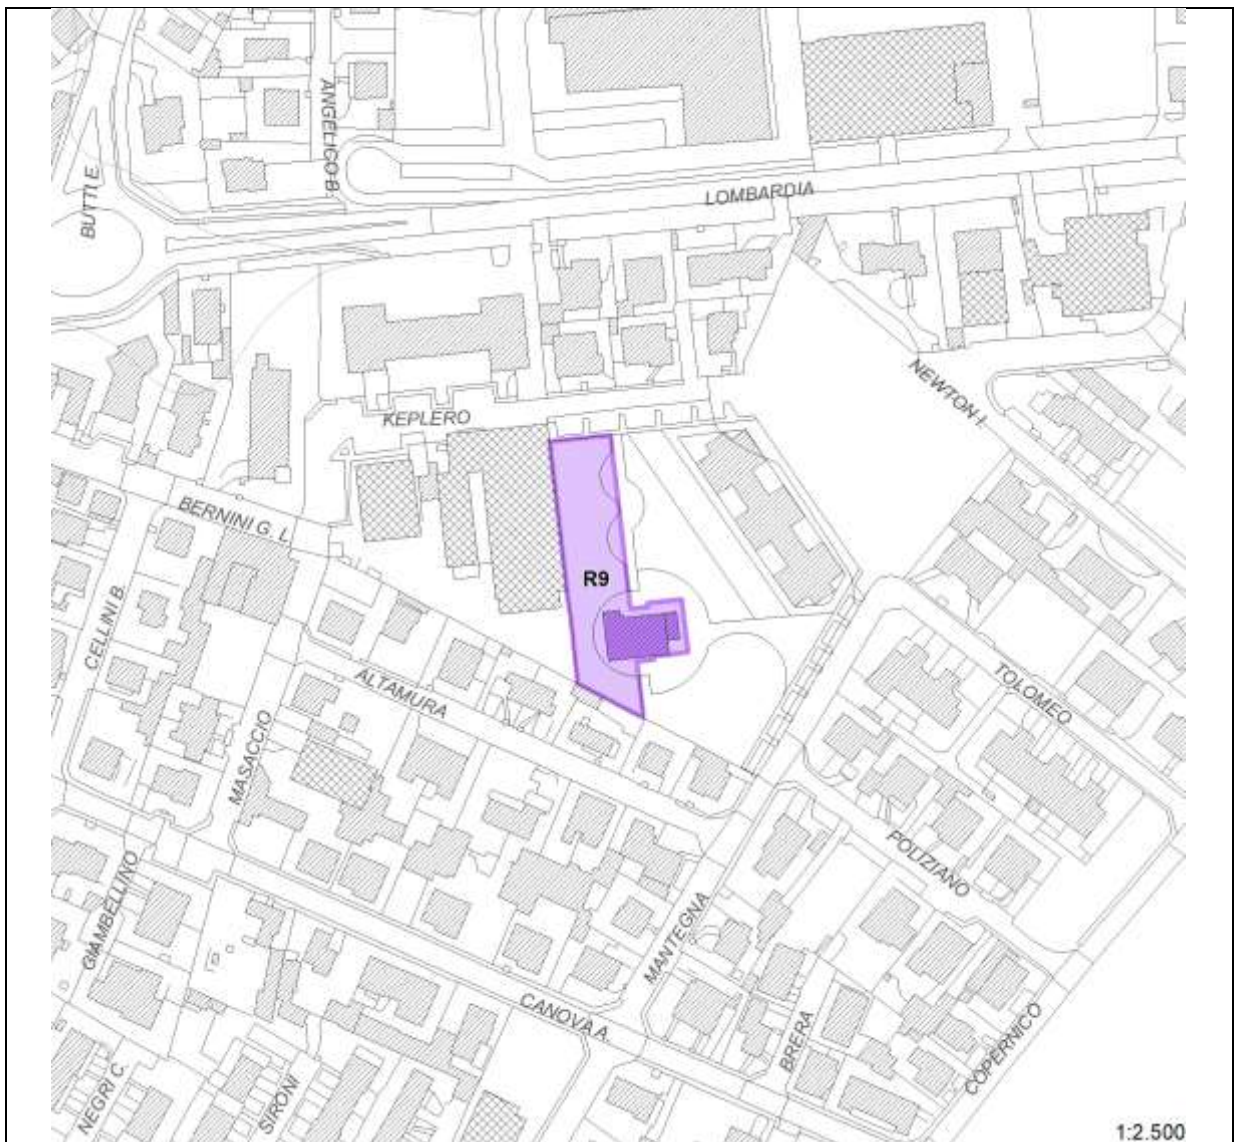 ANGELICO B.
BUTTI E.
LOMBARDIA
NEWTON I.
KEPLERO
BERNINI G. L.
R9
CELLINI B.
ALTAMURA
TOLOMEO
MASACCIO
POLIZIANO
GIAMBELLINO
MANTEGNA
CANOVA A.
BRERA
COPERNICO
NEGRI C.
SIRONI
1:2.500